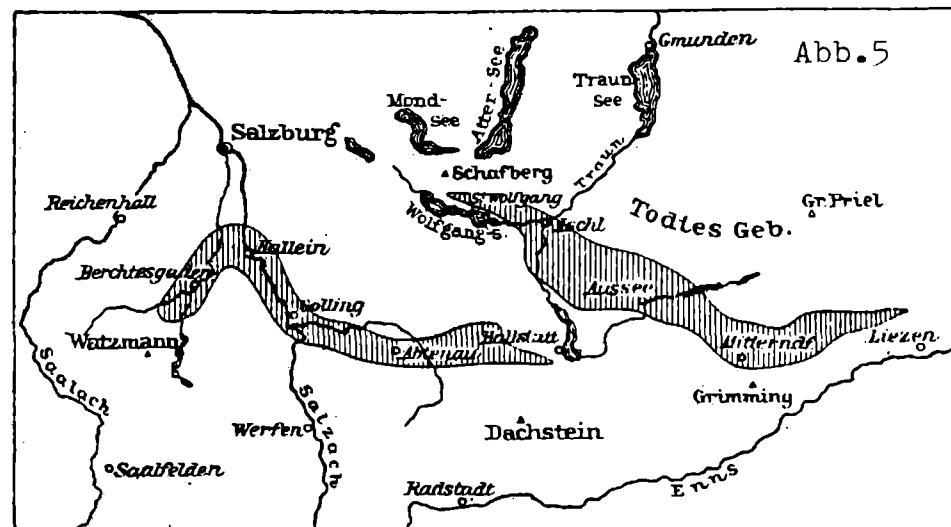 Abb.5
Gmunden
Traun
See
Atter-See
Mond-
See
Salzburg
Schafberg
Traun
Reichenhall
St.Wolfgang
Wolfgang-S.
Ischl
Todtes Geb.
Gr.Priel
Hallein
Berchtesgaden
Aussee
Golling
Watzmann
Hallstatt
Abtenau
Mitterndf.
Liezen
Grimming
Saalach
Salzach
Werfen
Dachstein
Saalfelden
Radstadt
Enns